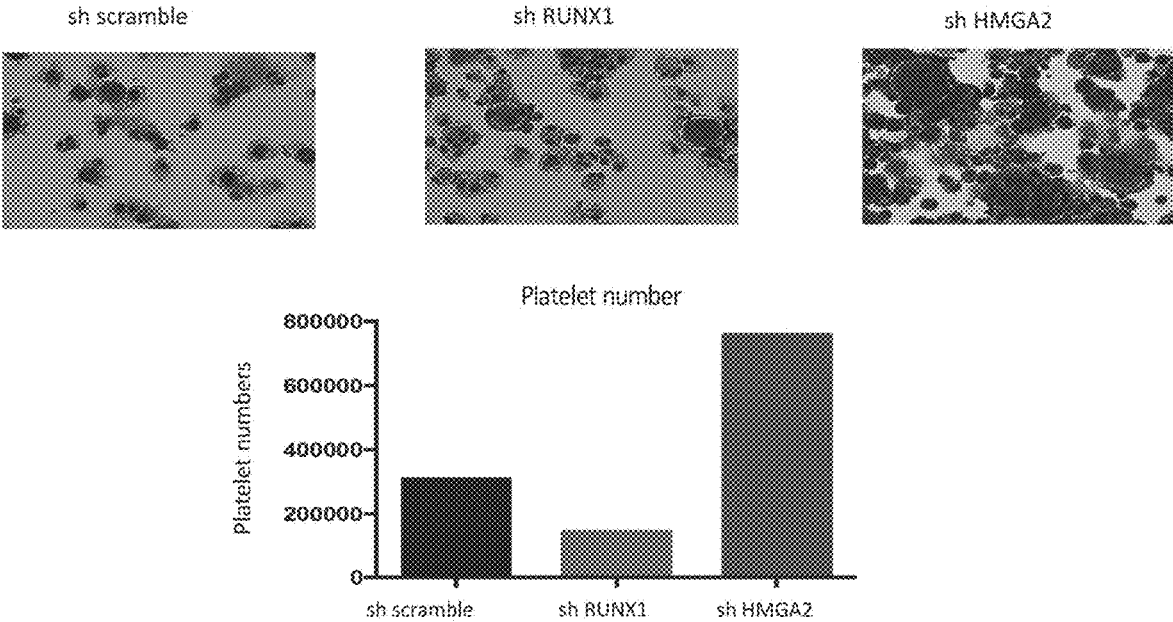 sh scramble
sh RUNX1
sh HMGA2
Platelet number
Platelet numbers
800000
600000
400000
200000
0
sh scramble
sh RUNX1
sh HMGA2